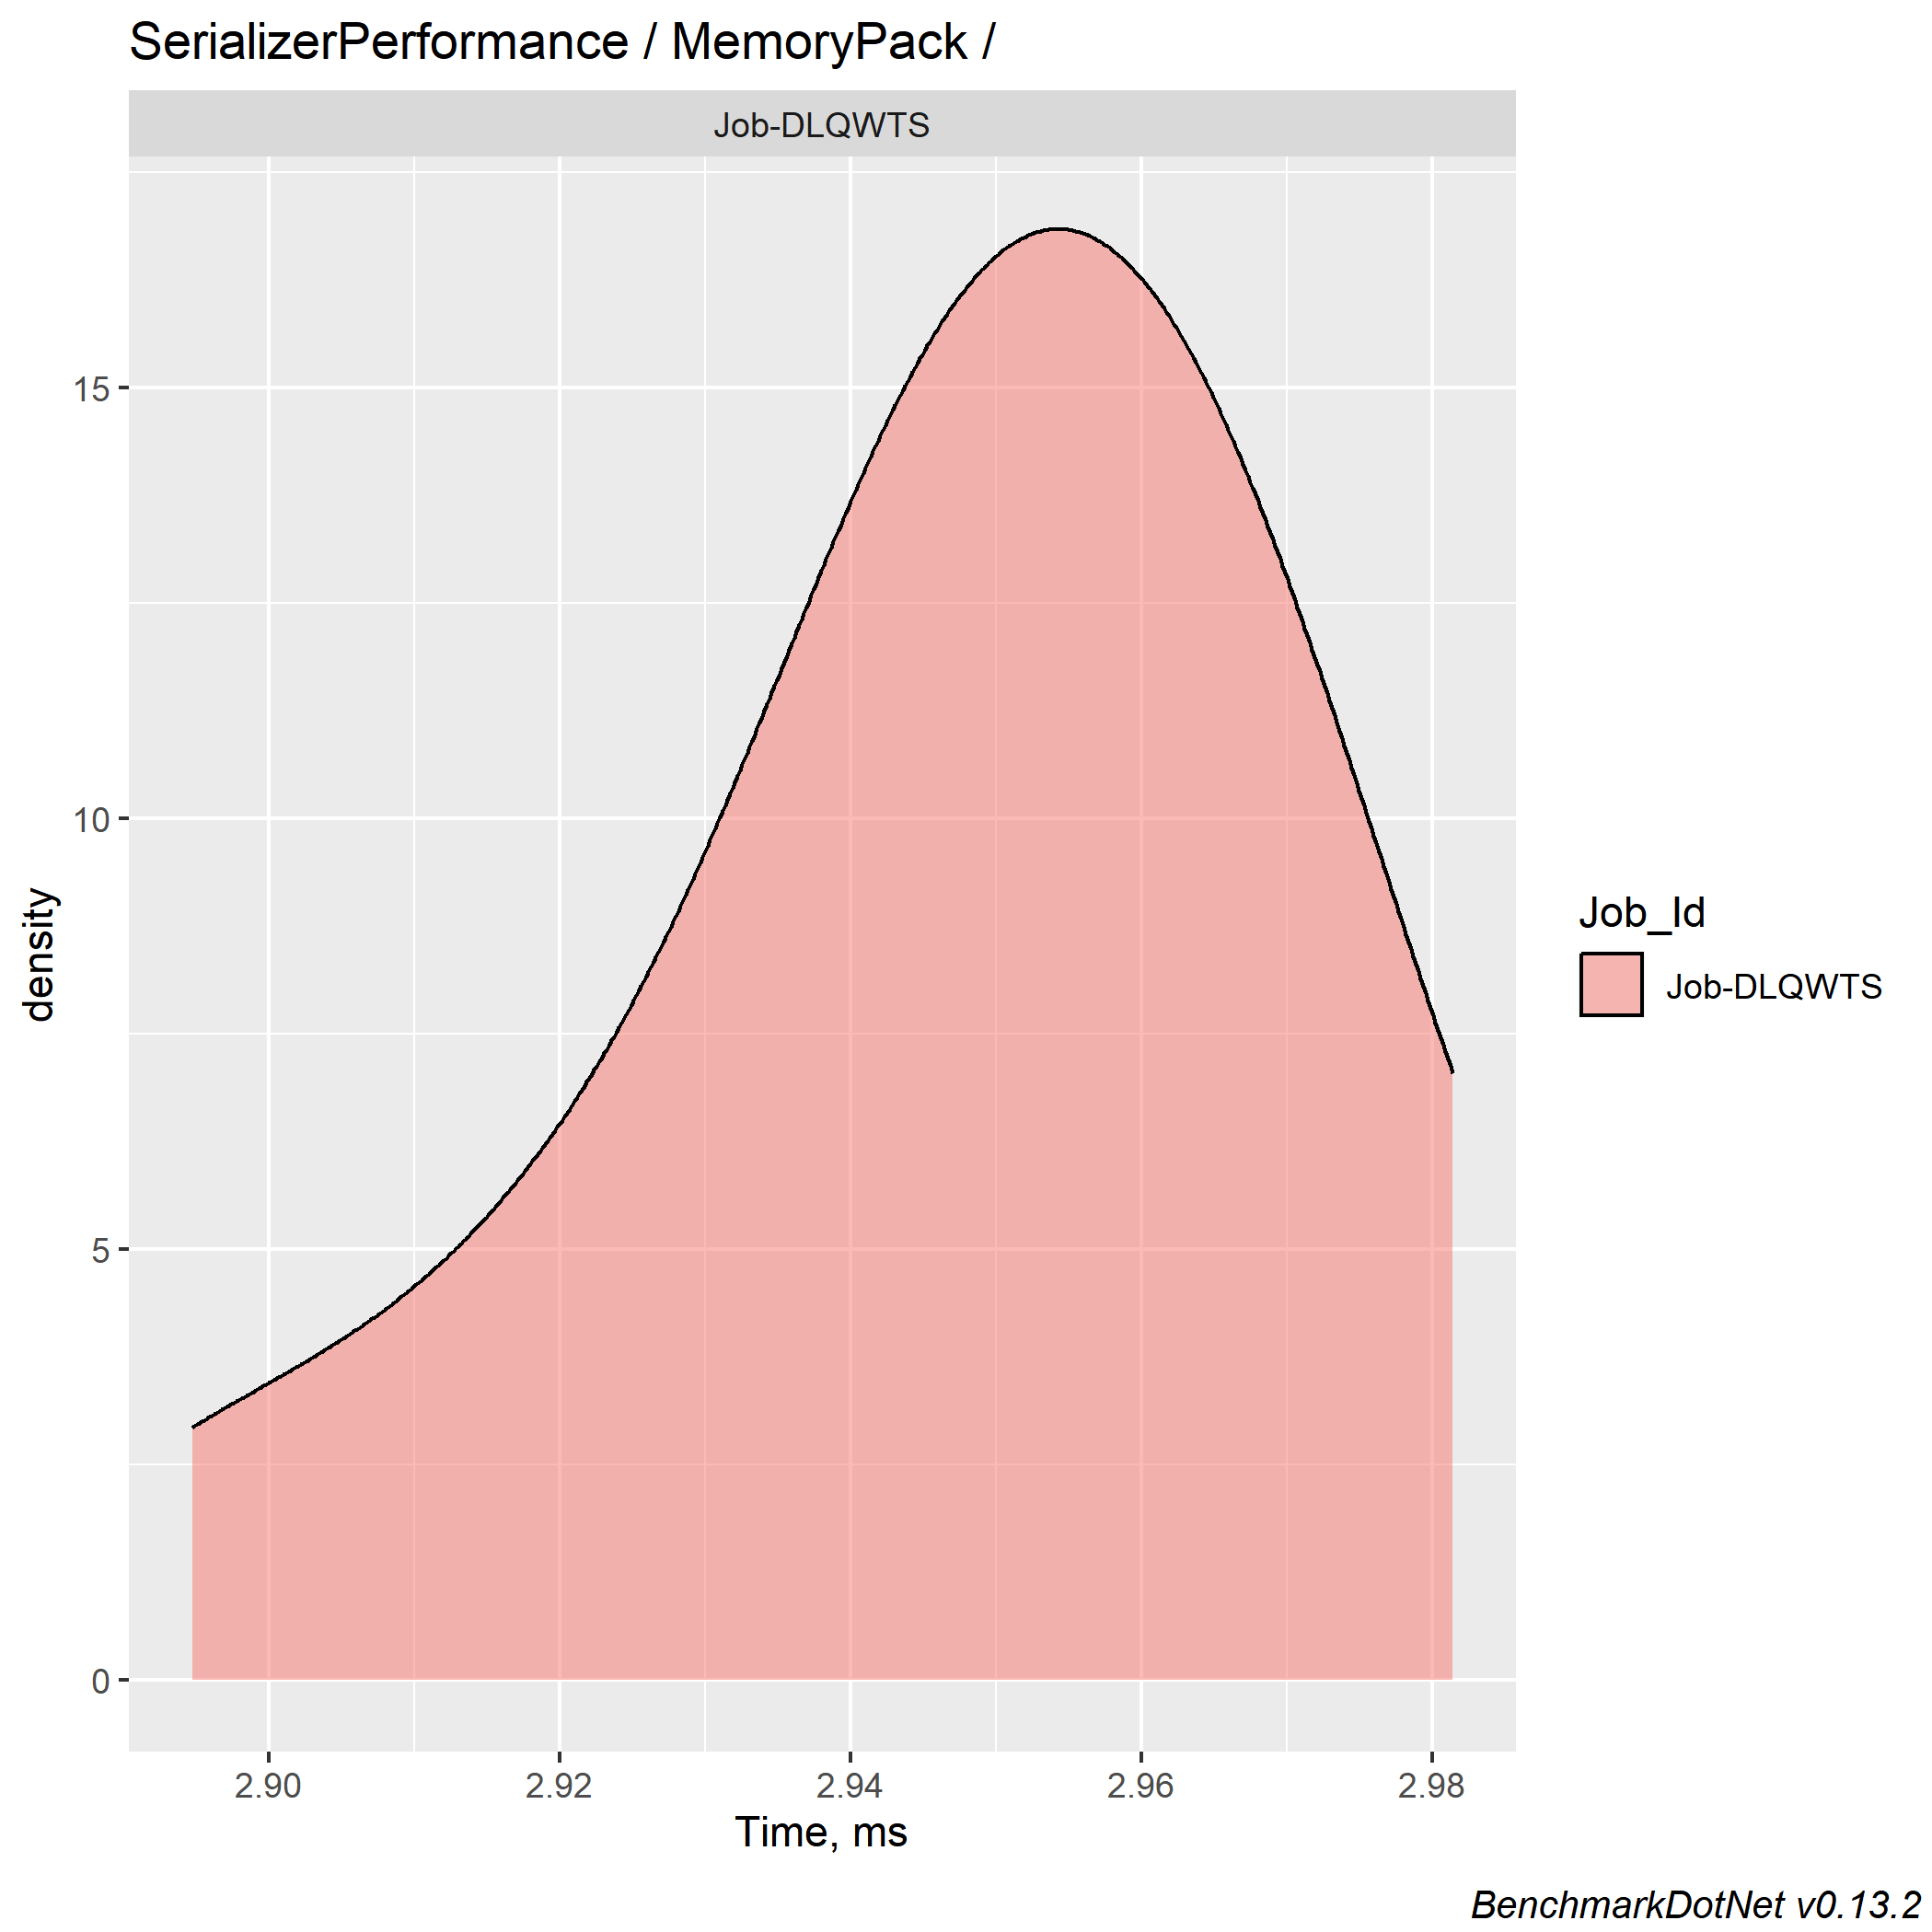 SerializerPerformance / MemoryPack /
Job-DLQWTS
15
10
5
0
density
2.90 2.92 2.94 2.96 2.98
Time, ms
Job_Id
Job-DLQWTS
BenchmarkDotNet v0.13.2